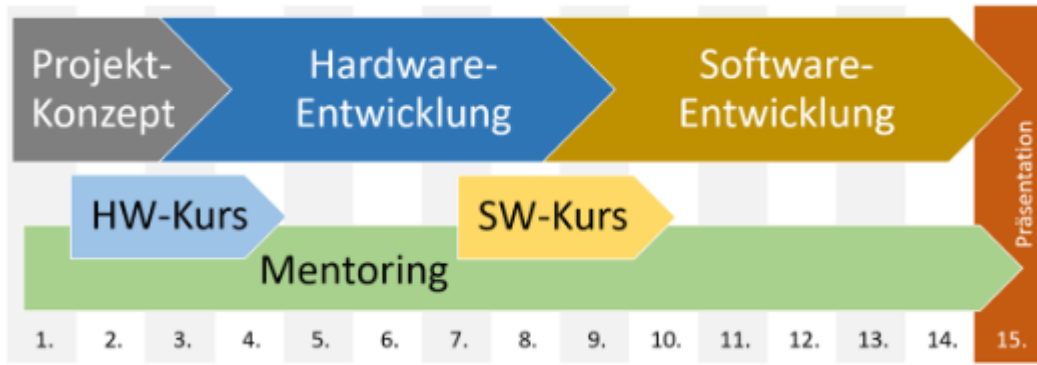 Projekt-
Konzept
Hardware-
Entwicklung
Software-
Entwicklung
HW-Kurs
SW-Kurs
Mentoring
Präsentation
1. 2. 3. 4. 5. 6. 7. 8. 9. 10. 11. 12. 13. 14. 15.